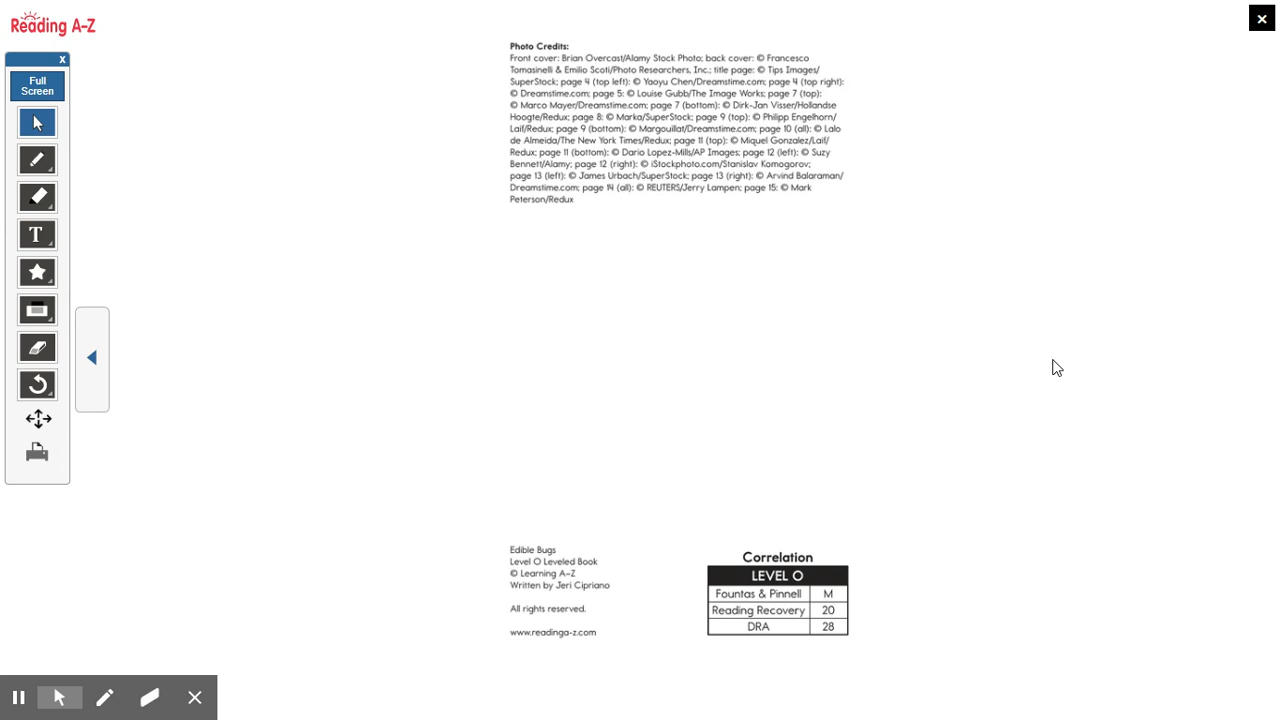 Reading A-Z
X
Full
Screen
T
Photo Credits:
Front cover: Brian Overcast/Alamy Stock Photo; back cover: © Francesco
Tomasinelli & Emilio Scoti/Photo Researchers, Inc.; title page: © Tips Images/
SuperStock; page 4 (top left): © Yaoyu Chen/Dreamstime.com; page 4 (top right):
© Dreamstime.com; page 5: © Louise Gubb/The Image Works; page 7 (top):
© Marco Mayer/Dreamstime.com; page 7 (bottom): © Dirk-Jan Visser/Hollandse
Hoogte/Redux; page 8: © Marka/SuperStock; page 9 (top): © Philipp Engelhorn/
Laif/Redux; page 9 (bottom): © Margouillat/Dreamstime.com; page 10 (all): © Lalo
de Almeida/The New York Times/Redux; page 11 (top): © Miquel Gonzalez/Laif/
Redux; page 11 (bottom): © Dario Lopez-Mills/AP Images; page 12 (left): © Suzy
Bennett/Alamy; page 12 (right): © iStockphoto.com/Stanislav Komogorov;
page 13 (left): © James Urbach/SuperStock; page 13 (right): © Arvind Balaraman/
Dreamstime.com; page 14 (all): © REUTERS/Jerry Lampen; page 15: © Mark
Peterson/Redux
Edible Bugs
Level O Leveled Book
© Learning A–Z
Written by Jeri Cipriano
All rights reserved.
www.readinga-z.com
Correlation
LEVEL O
Fountas & Pinnell M
Reading Recovery 20
DRA 28